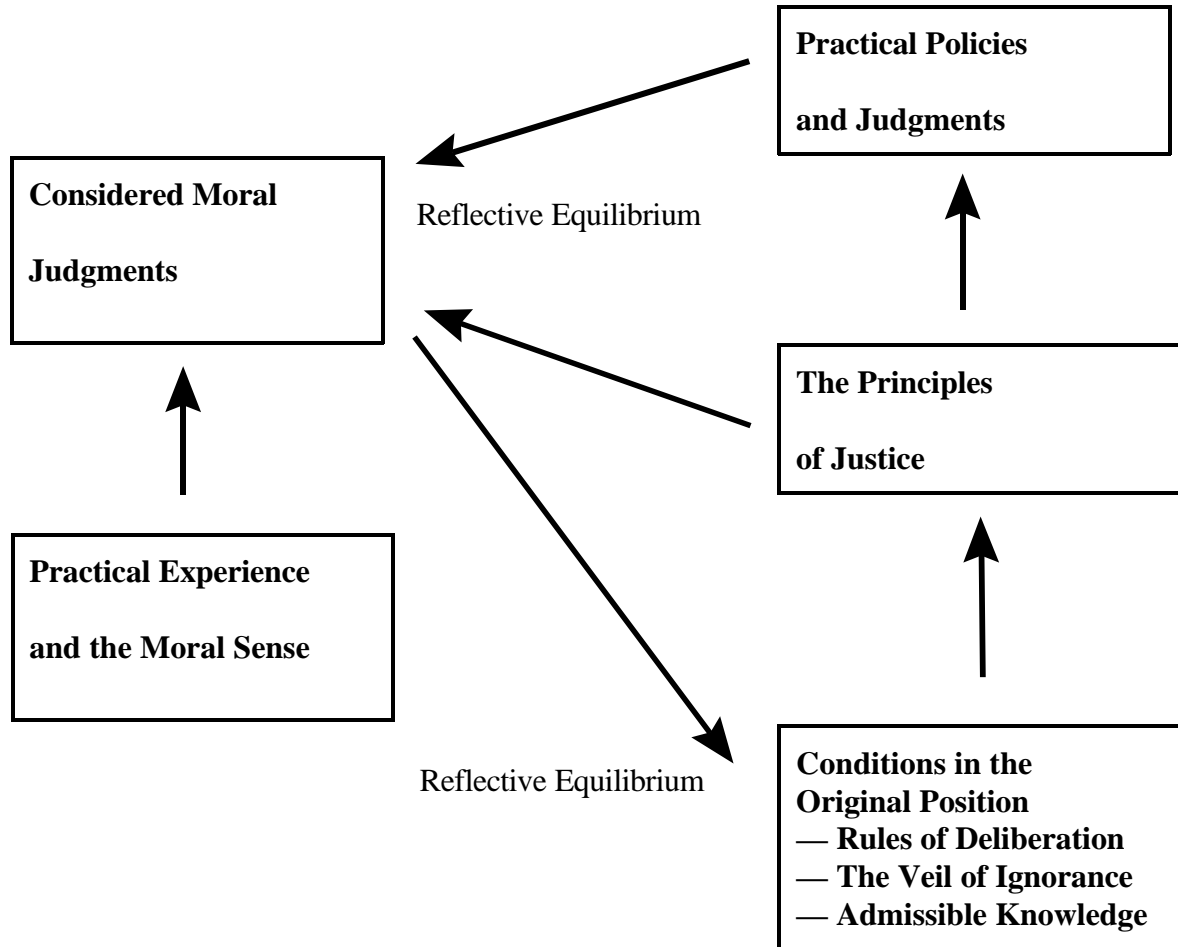 Practical Policies
and Judgments
Considered Moral
Judgments
Reflective Equilibrium
The Principles
of Justice
Practical Experience
and the Moral Sense
Reflective Equilibrium
Conditions in the
Original Position
— Rules of Deliberation
— The Veil of Ignorance
— Admissible Knowledge